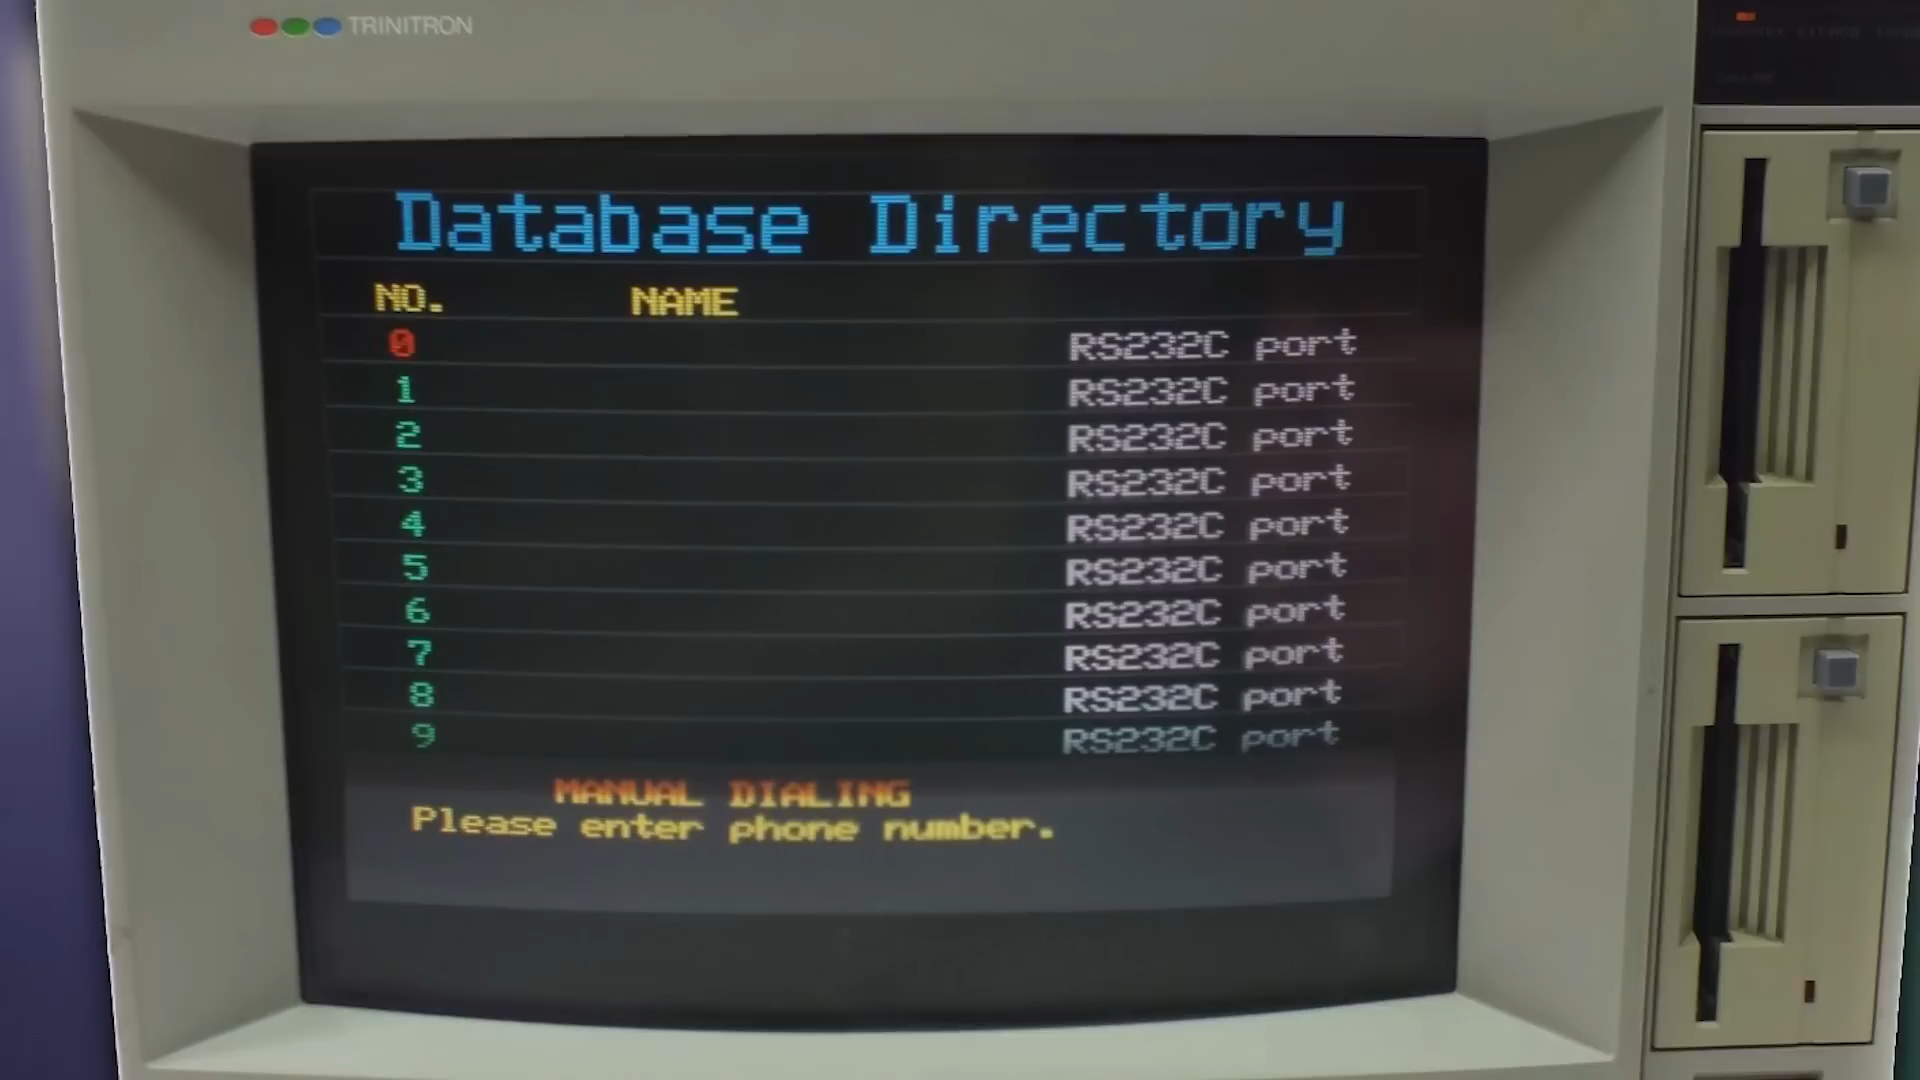 TRINITRON
Database Directory
NO. NAME
0 RS232C port
1 RS232C port
2 RS232C port
3 RS232C port
4 RS232C port
5 RS232C port
6 RS232C port
7 RS232C port
8 RS232C port
9 RS232C port
MANUAL DIALING
Please enter phone number.